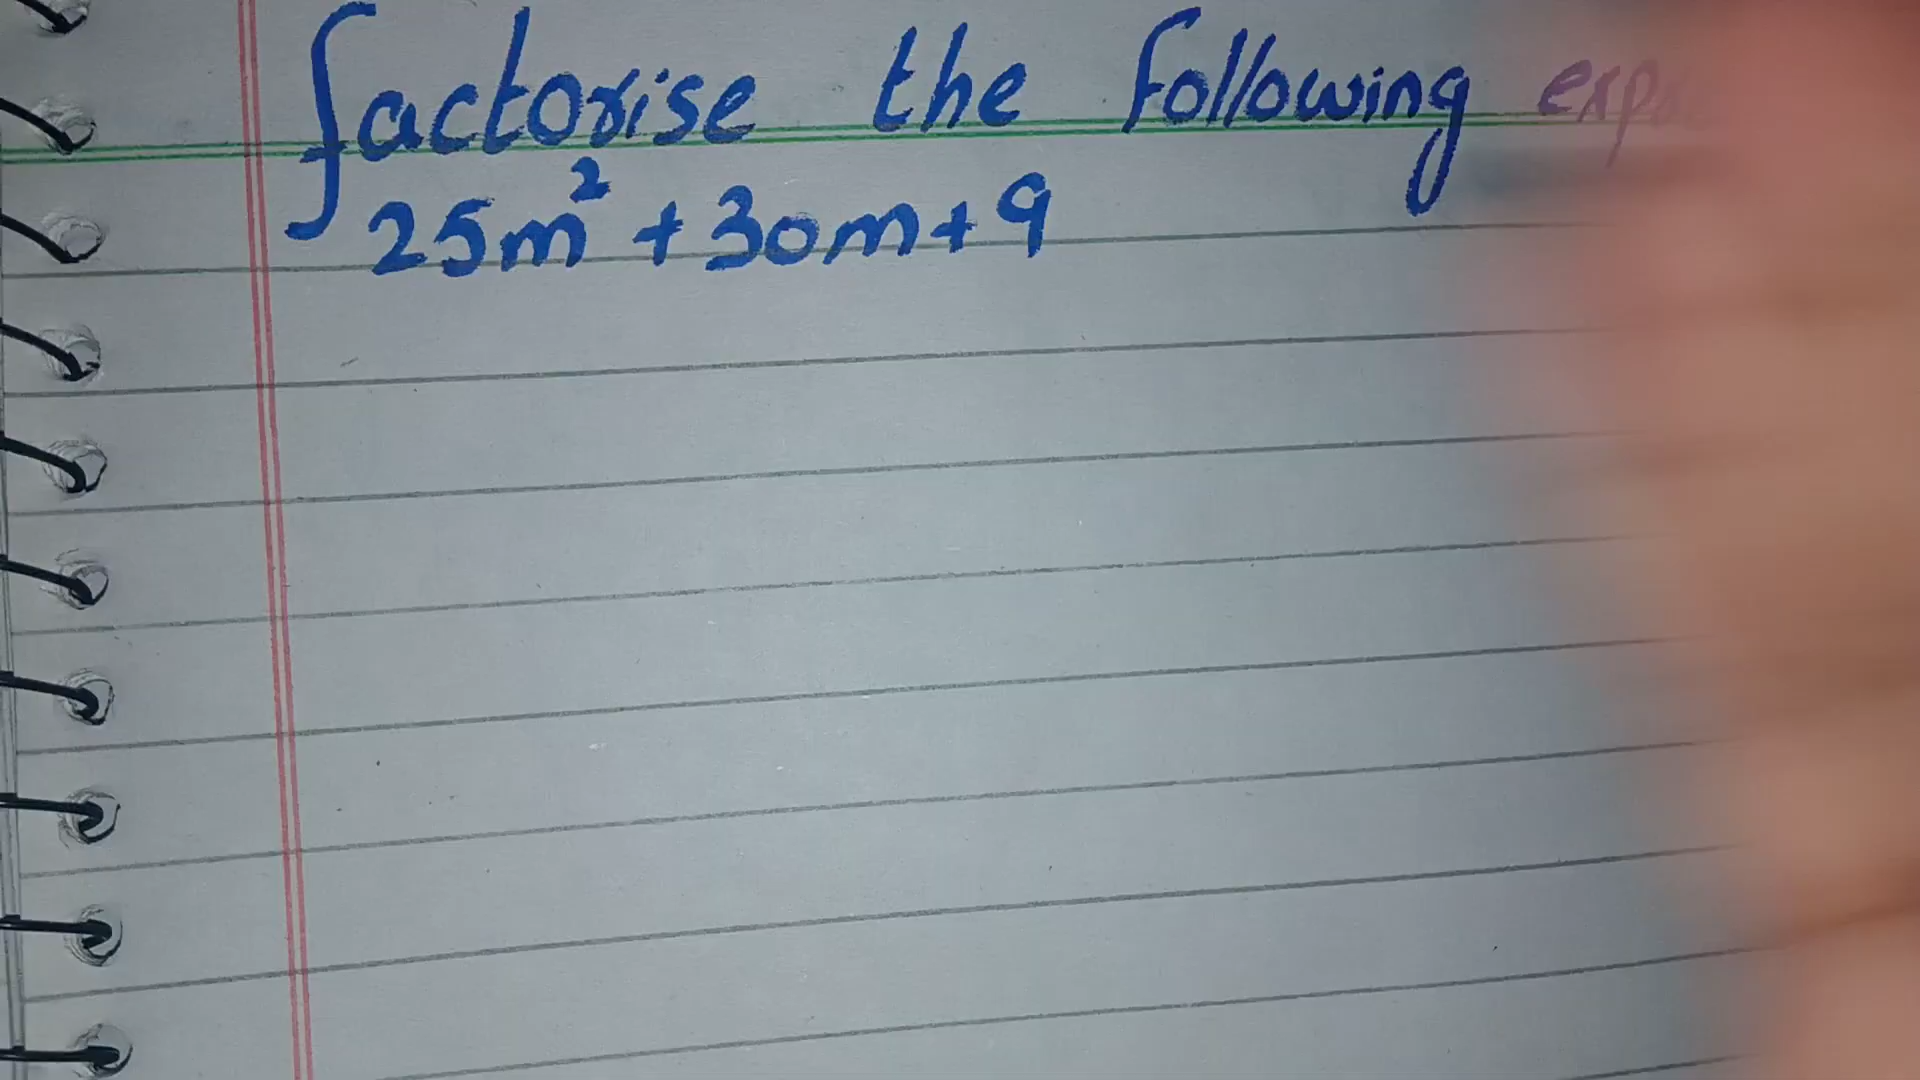 factorise the following
25m² + 30m + 9